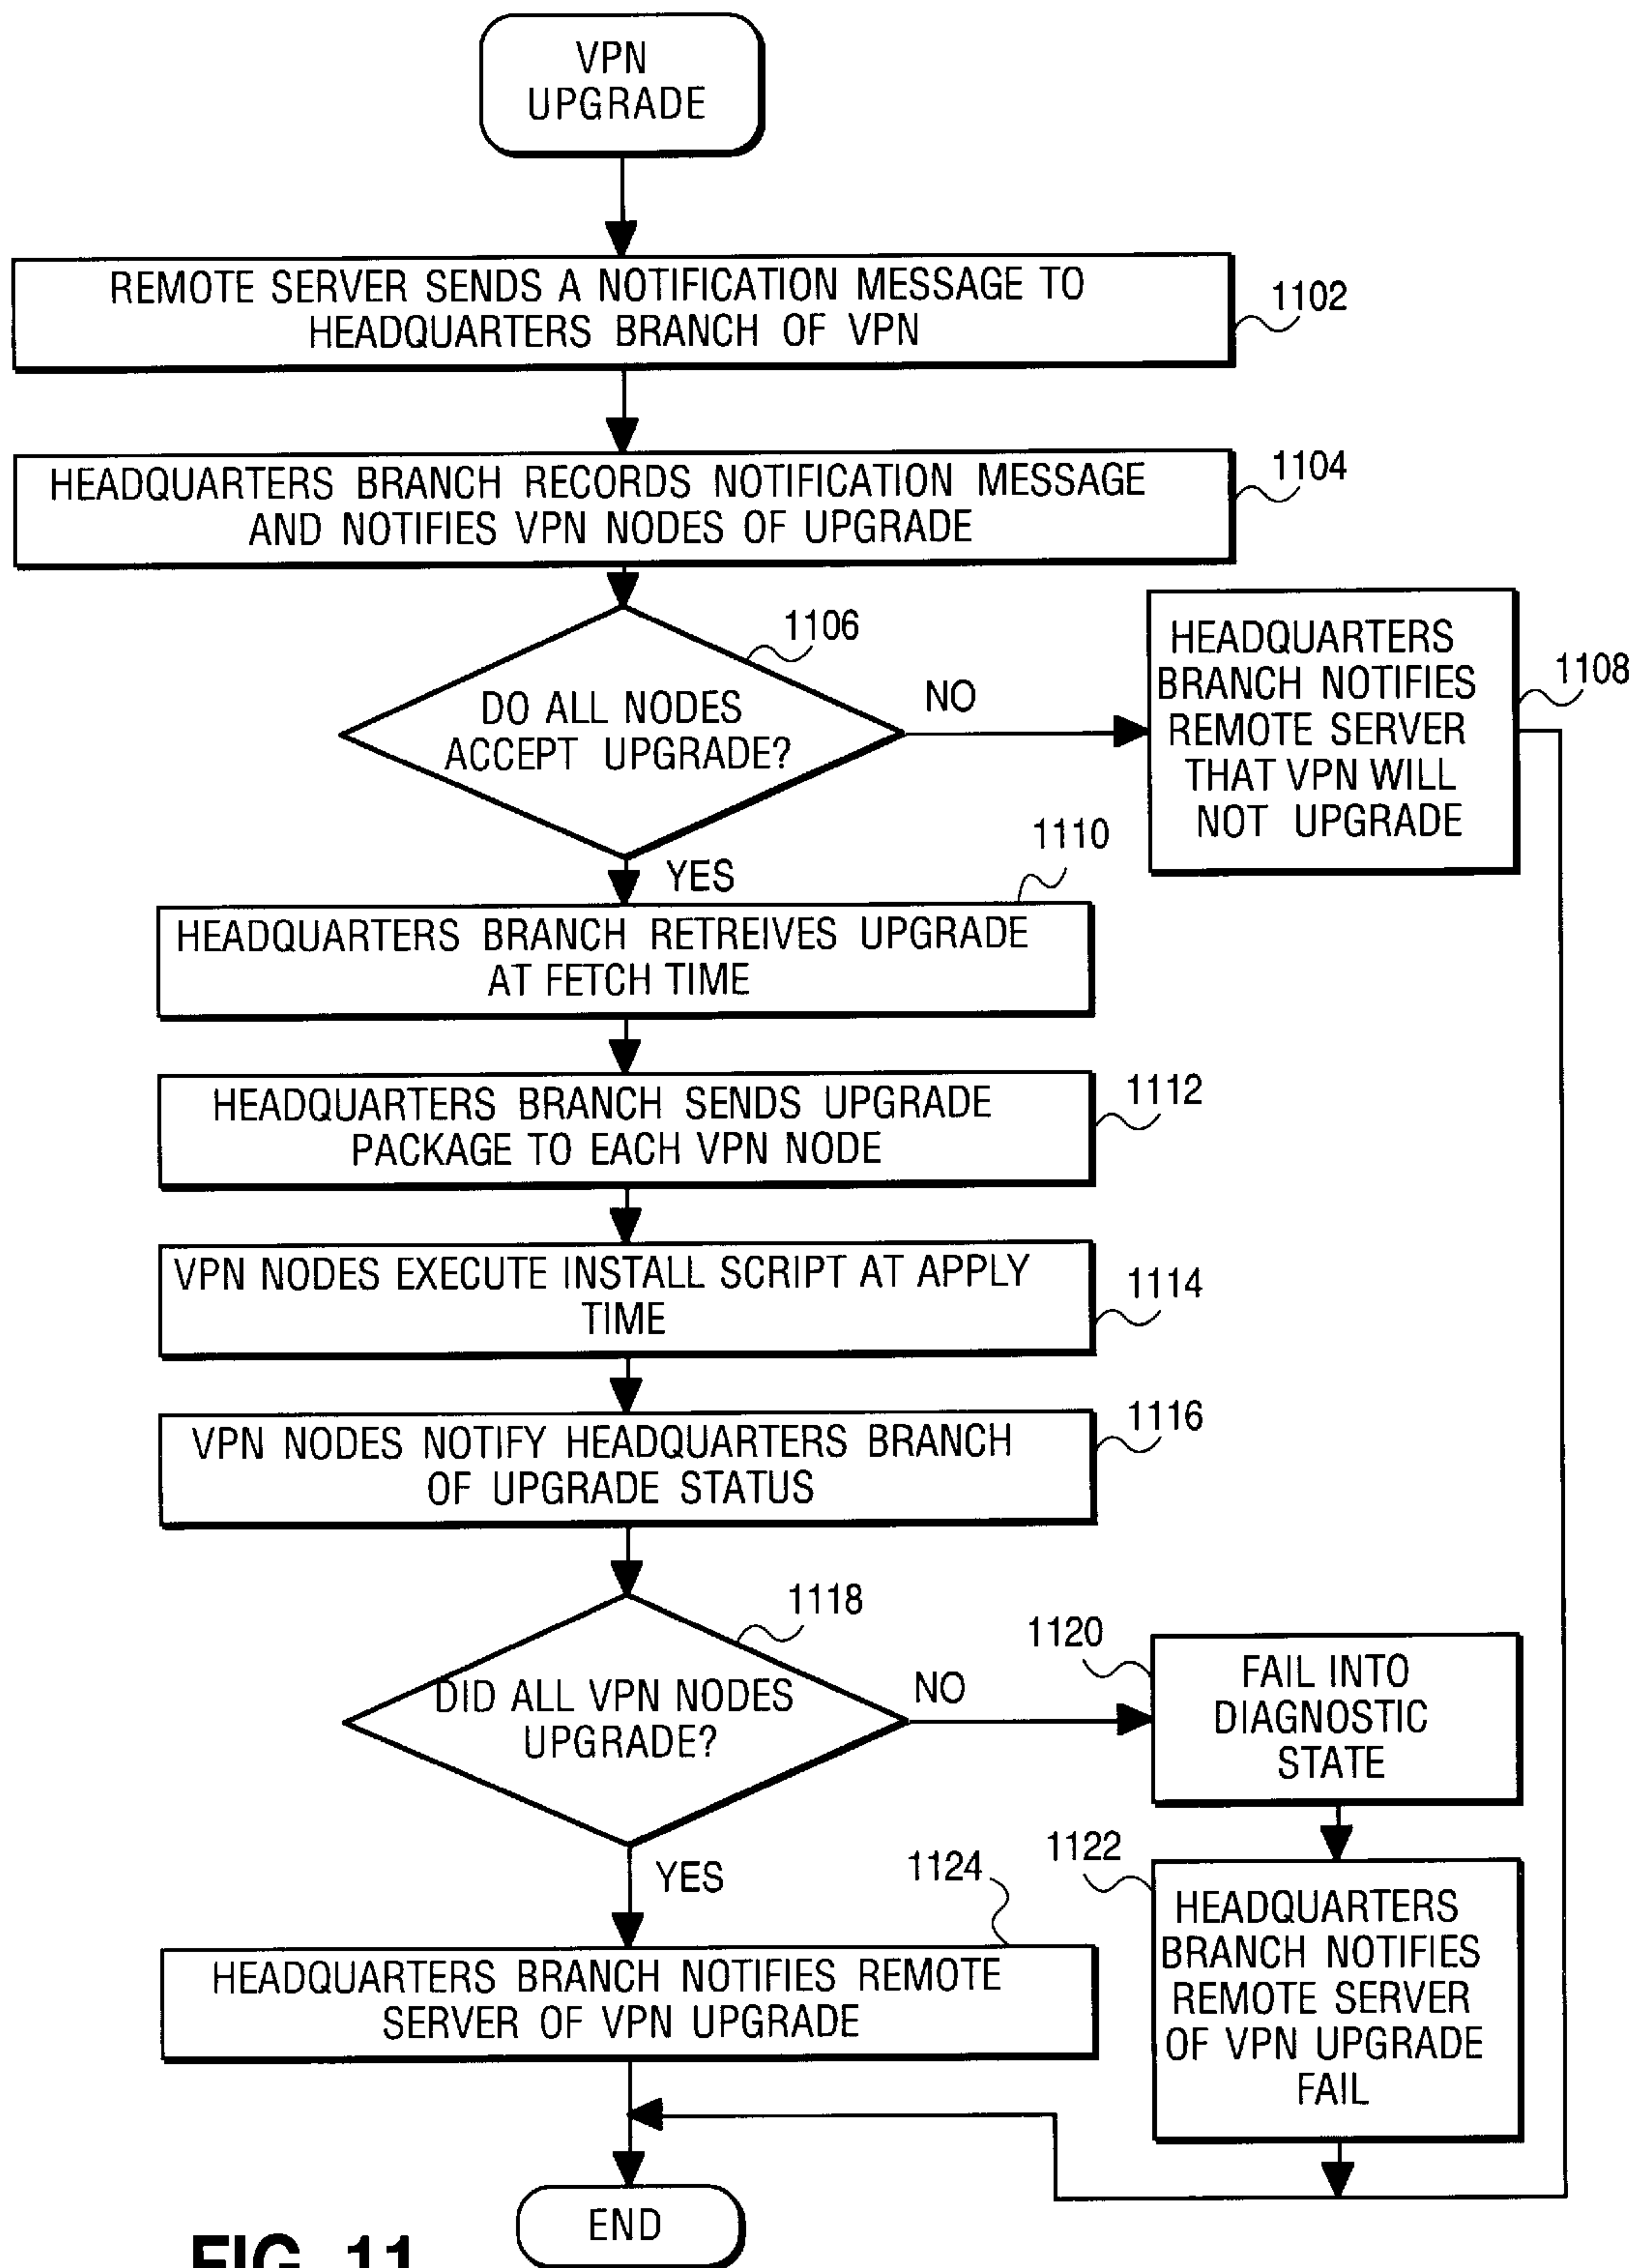 VPN
UPGRADE
REMOTE SERVER SENDS A NOTIFICATION MESSAGE TO
HEADQUARTERS BRANCH OF VPN
1102
HEADQUARTERS BRANCH RECORDS NOTIFICATION MESSAGE
AND NOTIFIES VPN NODES OF UPGRADE
1104
1106
DO ALL NODES
ACCEPT UPGRADE?
NO
HEADQUARTERS
BRANCH NOTIFIES
REMOTE SERVER
THAT VPN WILL
NOT UPGRADE
1108
YES
1110
HEADQUARTERS BRANCH RETREIVES UPGRADE
AT FETCH TIME
HEADQUARTERS BRANCH SENDS UPGRADE
PACKAGE TO EACH VPN NODE
1112
VPN NODES EXECUTE INSTALL SCRIPT AT APPLY
TIME
1114
VPN NODES NOTIFY HEADQUARTERS BRANCH
OF UPGRADE STATUS
1116
1118
DID ALL VPN NODES
UPGRADE?
NO
1120
FAIL INTO
DIAGNOSTIC
STATE
YES
1122
HEADQUARTERS
BRANCH NOTIFIES
REMOTE SERVER
OF VPN UPGRADE
FAIL
1124
HEADQUARTERS BRANCH NOTIFIES REMOTE
SERVER OF VPN UPGRADE
END
FIG. 11